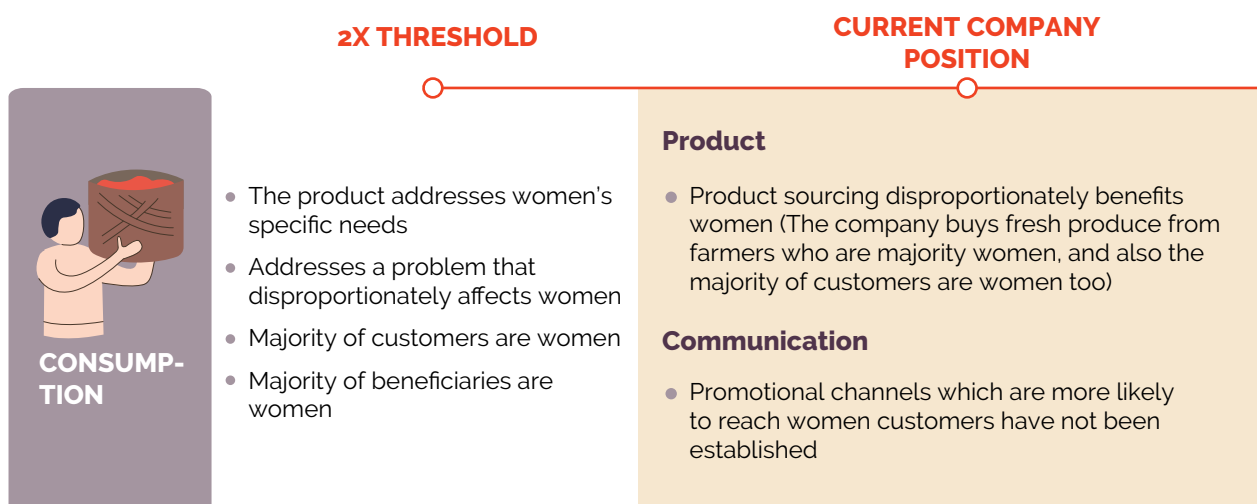 2X THRESHOLD
CURRENT COMPANY
POSITION
CONSUMP-
TION
The product addresses women's
specific needs
Addresses a problem that
disproportionately affects women
Majority of customers are women
Majority of beneficiaries are
women
Product
Product sourcing disproportionately benefits
women (The company buys fresh produce from
farmers who are majority women, and also the
majority of customers are women too)
Communication
Promotional channels which are more likely
to reach women customers have not been
established